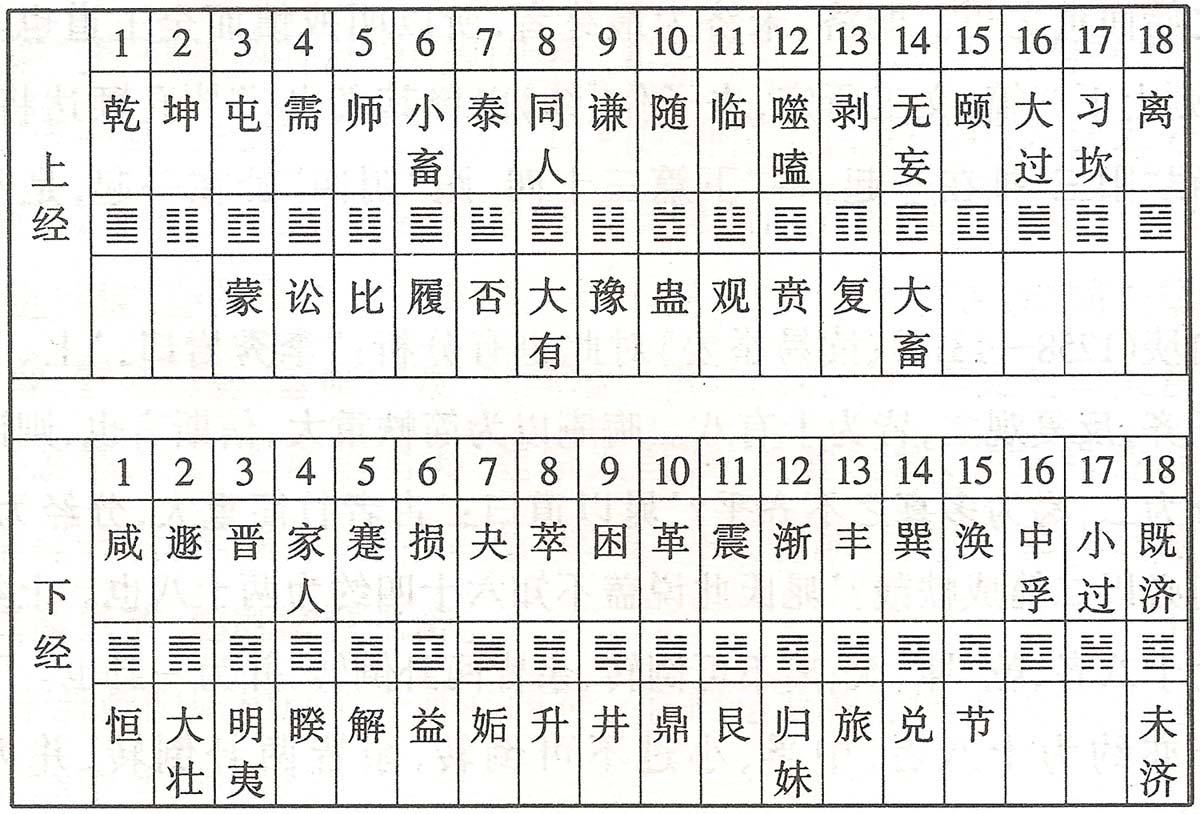 1 2 3 4 5 6 7 8 9 10 11 12 13 14 15 16 17 18
上经
乾 坤 屯 需 师 小畜 泰 同人 谦 随 临 噬嗑 剥 无妄 颐 大过 习坎 离
䷀ ䷁ ䷂ ䷄ ䷆ ䷈ ䷊ ䷌ ䷎ ䷐ ䷒ ䷔ ䷖ ䷘ ䷚ ䷛ ䷜ ䷝
蒙 讼 比 履 否 大有 豫 蛊 观 贲 复 大畜
1 2 3 4 5 6 7 8 9 10 11 12 13 14 15 16 17 18
下经
咸 遯 晋 家人 蹇 损 夬 萃 困 革 震 渐 丰 巽 涣 中孚 小过 既济
䷞ ䷠ ䷢ ䷤ ䷦ ䷨ ䷪ ䷬ ䷮ ䷰ ䷲ ䷴ ䷶ ䷸ ䷺ ䷼ ䷽ ䷾
恒 大壮 明夷 睽 解 益 姤 升 井 鼎 艮 归妹 旅 兑 节 未济